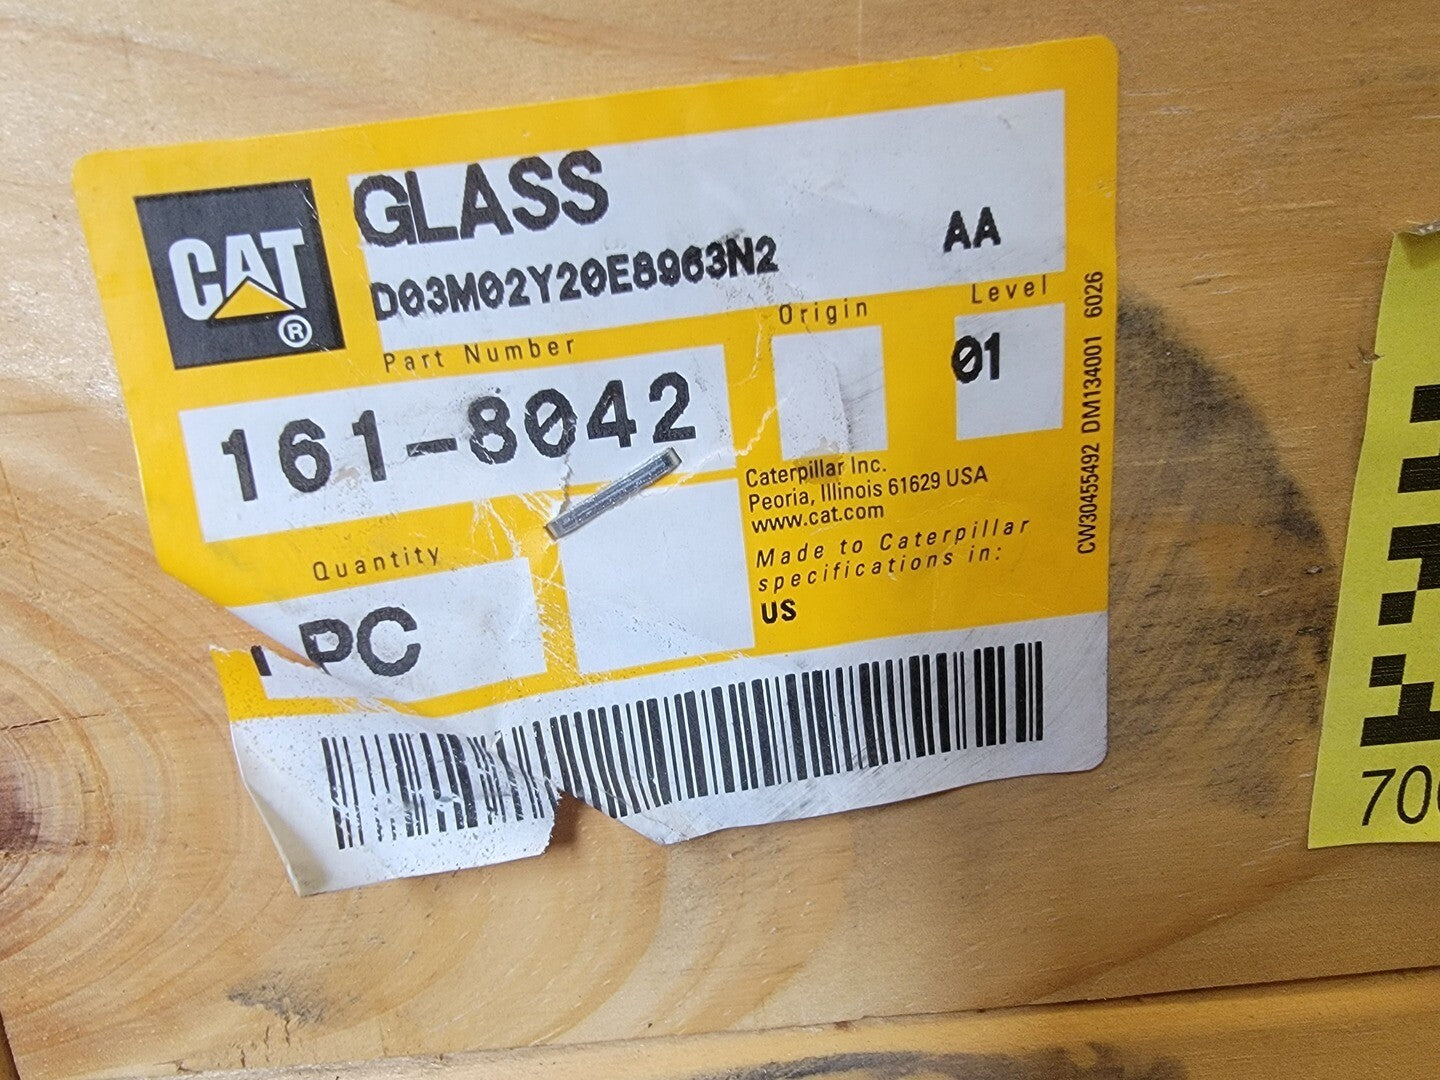 CAT
®
GLASS
D03M02Y20E8963N2
AA
Part Number
Origin
Level
161-8042
01
Caterpillar Inc.
Peoria, Illinois 61629 USA
www.cat.com
Made to Caterpillar
specifications in:
US
Quantity
PC
CW30455492 DM134001 6026
70